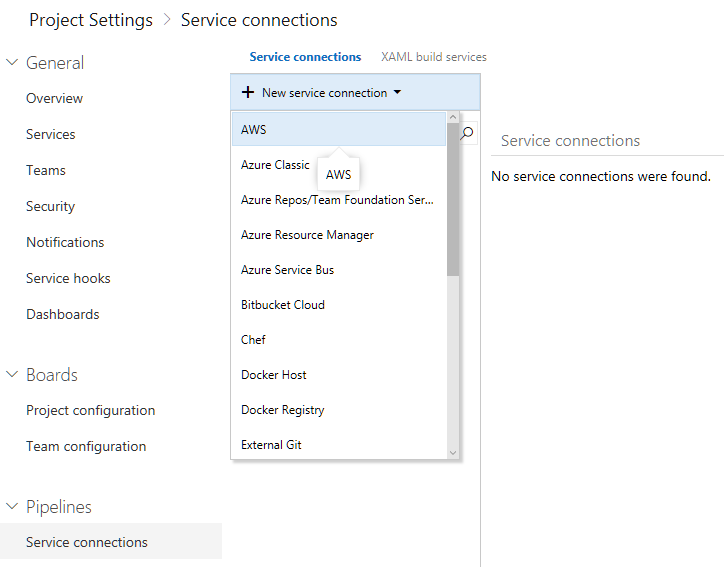 Project Settings > Service connections
General
Overview
Services
Teams
Security
Notifications
Service hooks
Dashboards
Boards
Project configuration
Team configuration
Pipelines
Service connections
Service connections XAML build services
+ New service connection
AWS
Azure Classic
AWS
Azure Repos/Team Foundation Ser...
Azure Resource Manager
Azure Service Bus
Bitbucket Cloud
Chef
Docker Host
Docker Registry
External Git
Service connections
No service connections were found.